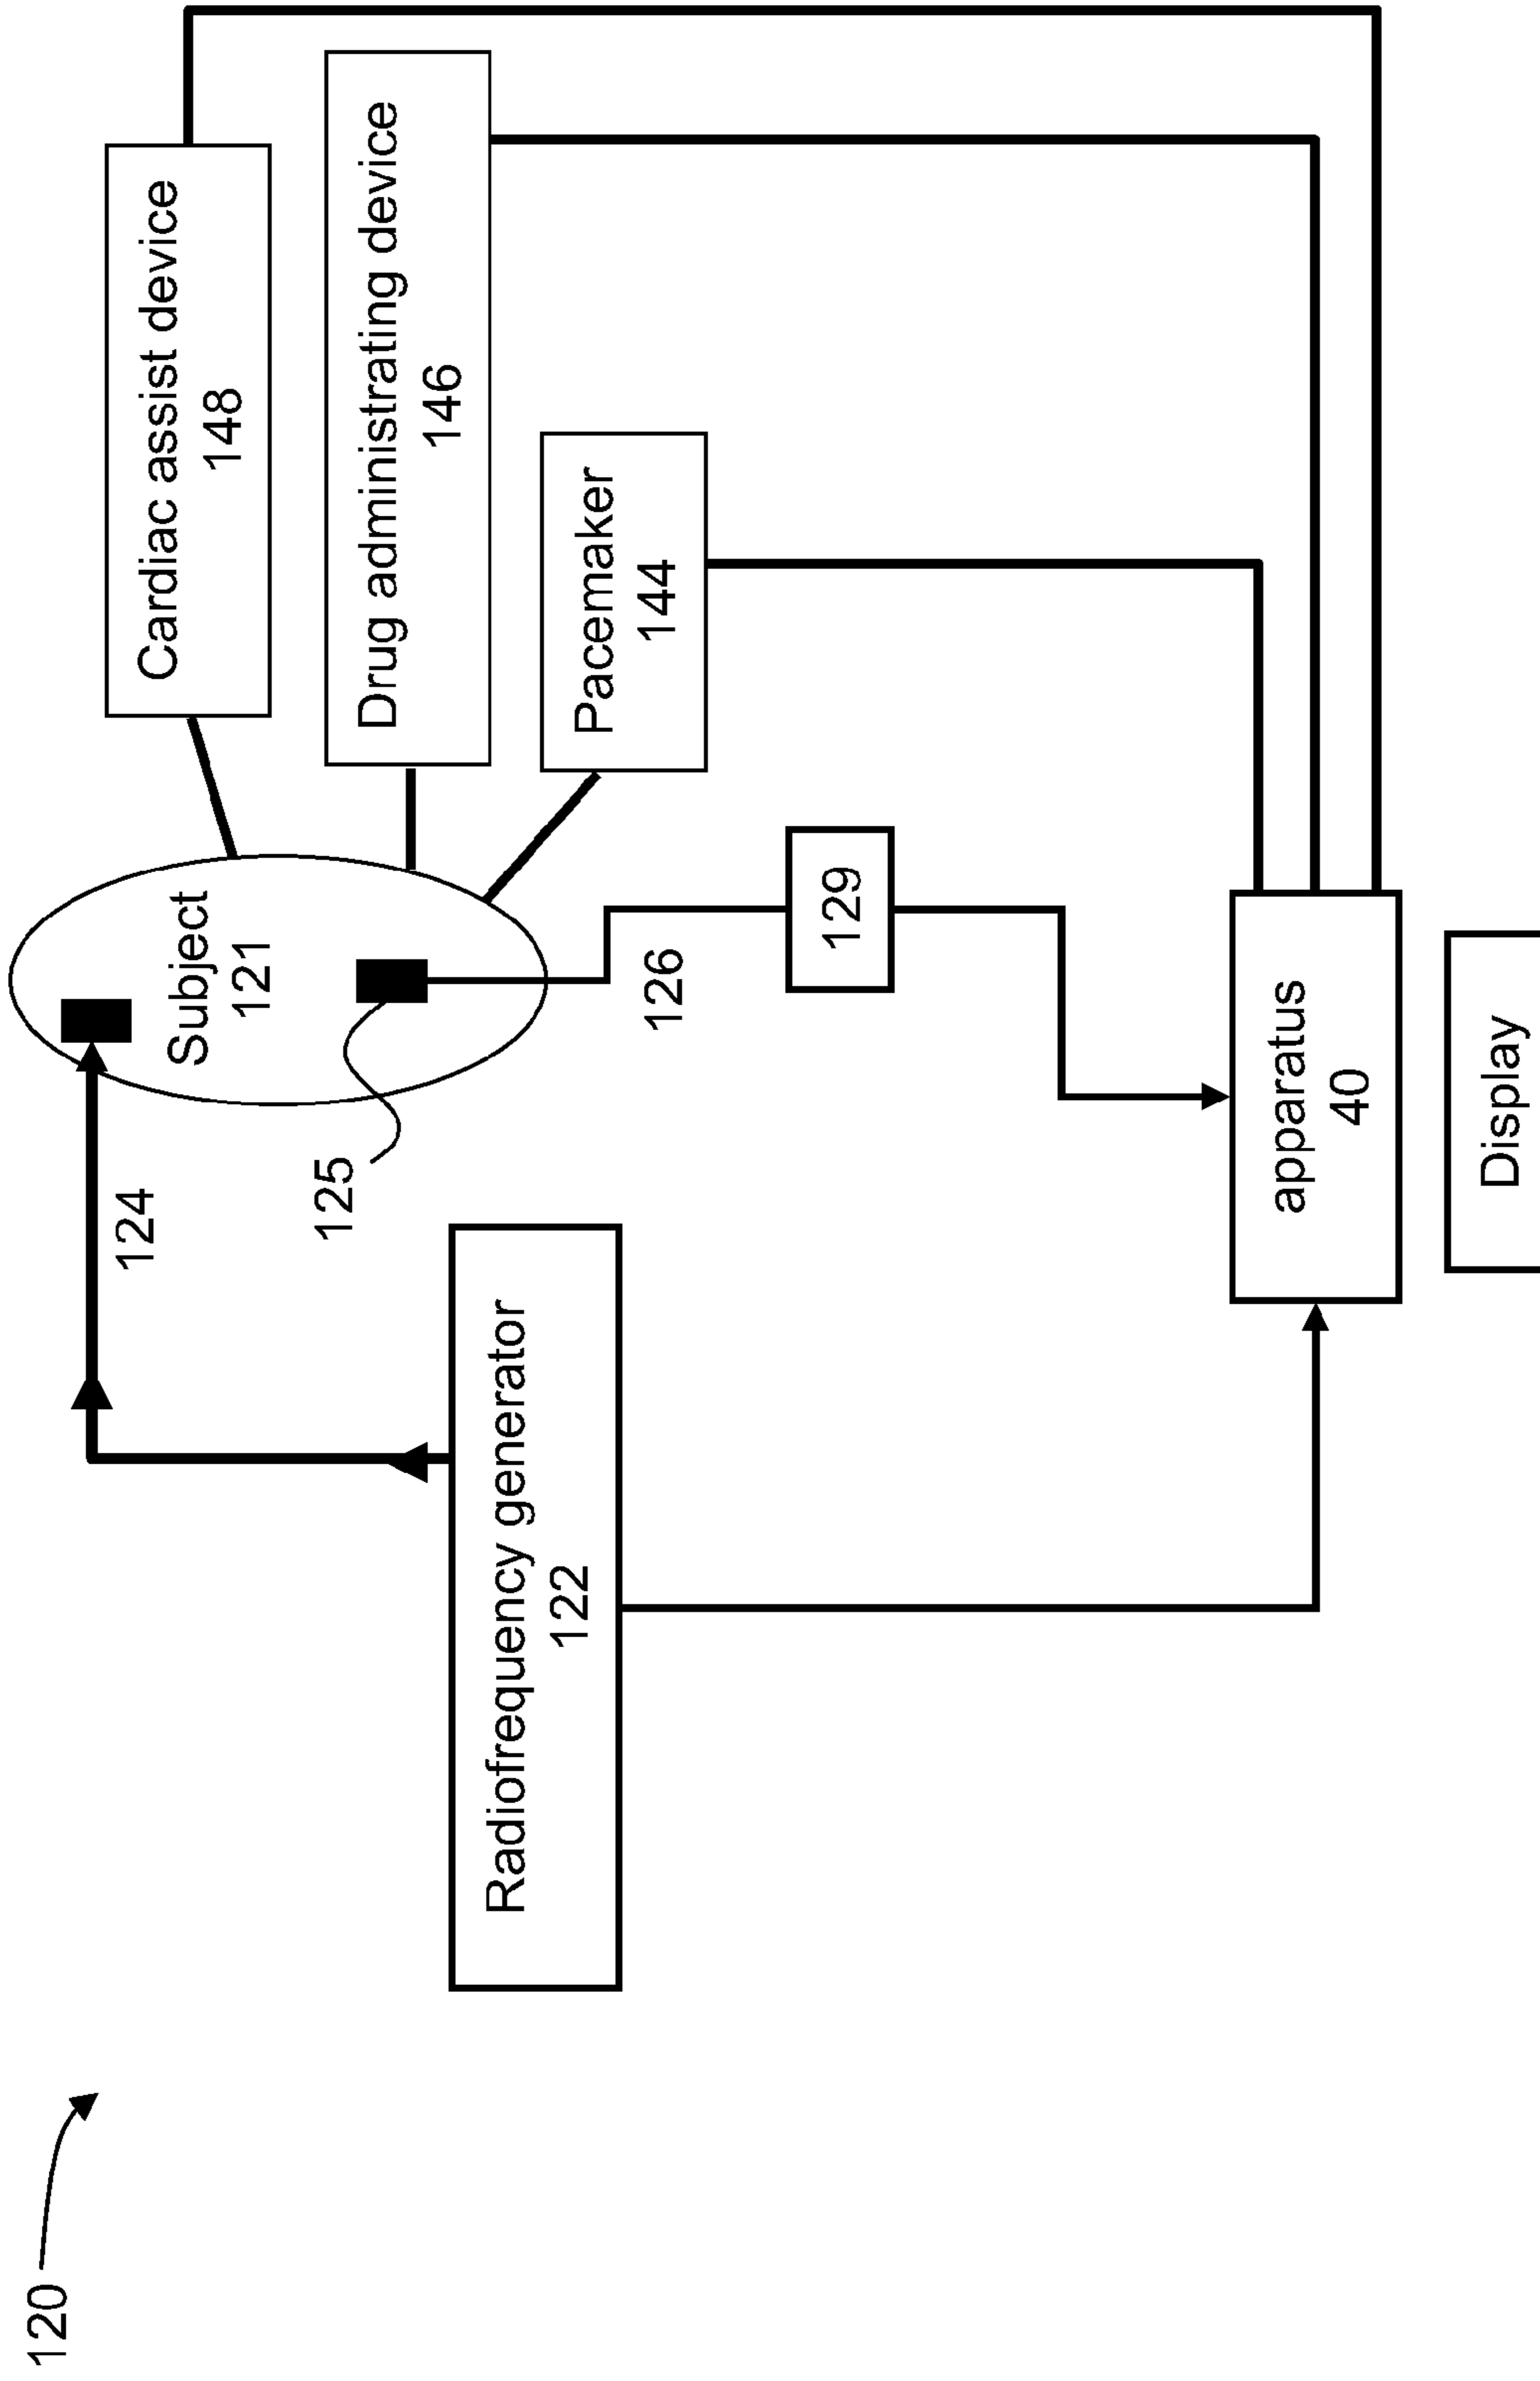 120
Subject
121
124
125
126
129
Radiofrequency generator
122
Cardiac assist device
148
Drug administrating device
146
Pacemaker
144
apparatus
40
Display